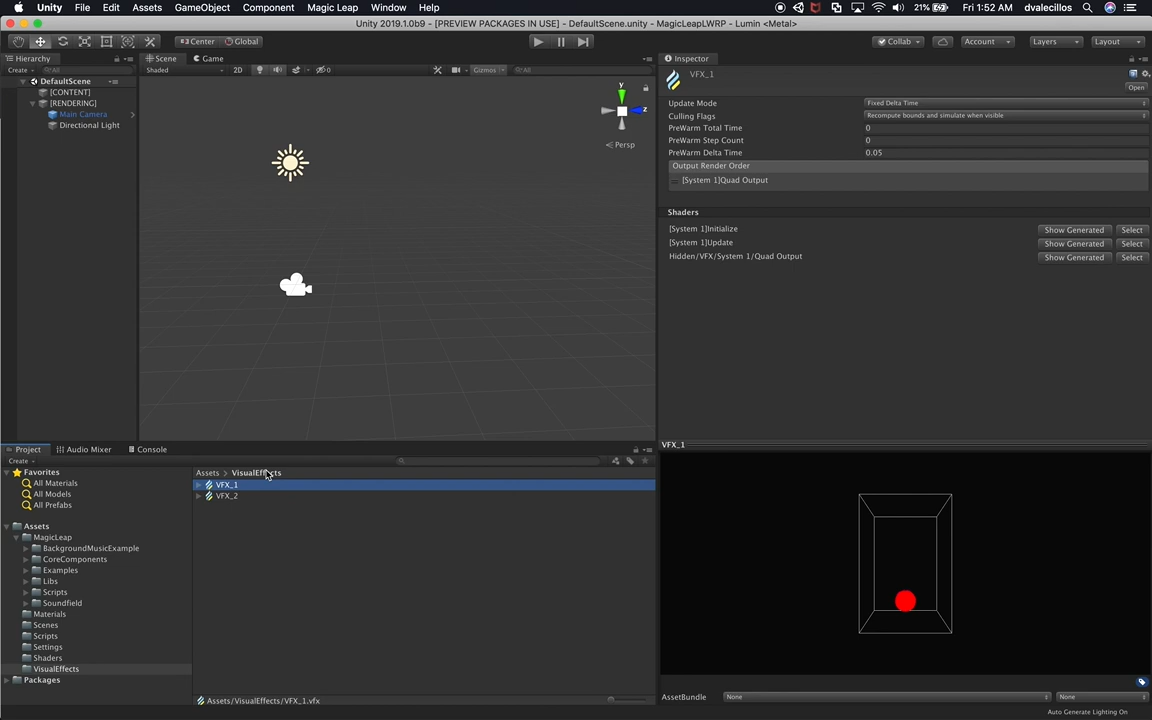 Unity File Edit Assets GameObject Component Magic Leap Window Help 21% Fri 1:52 AM dvalecillos
Unity 2019.1.0b9 - [PREVIEW PACKAGES IN USE] - DefaultScene.unity - MagicLeapLWRP - Lumin <Metal>
Center Global Collab Account Layers Layout
Hierarchy Scene Game Inspector
Create All Shaded 2D 0 Gizmos All
VFX_1
Open
DefaultScene
[CONTENT]
[RENDERING]
Main Camera
Directional Light
y
z
Persp
Update Mode Fixed Delta Time
Culling Flags Recompute bounds and simulate when visible
PreWarm Total Time 0
PreWarm Step Count 0
PreWarm Delta Time 0.05
Output Render Order
[System 1]Quad Output
Shaders
[System 1]Initialize Show Generated Select
[System 1]Update Show Generated Select
Hidden/VFX/System 1/Quad Output Show Generated Select
Project Audio Mixer Console
Create
Favorites
All Materials
All Models
All Prefabs
Assets
MagicLeap
BackgroundMusicExample
CoreComponents
Examples
Libs
Scripts
Soundfield
Materials
Scenes
Scripts
Settings
Shaders
VisualEffects
Packages
Assets > VisualEffects
VFX_1
VFX_2
Assets/VisualEffects/VFX_1.vfx
VFX_1
AssetBundle None None
Auto Generate Lighting On